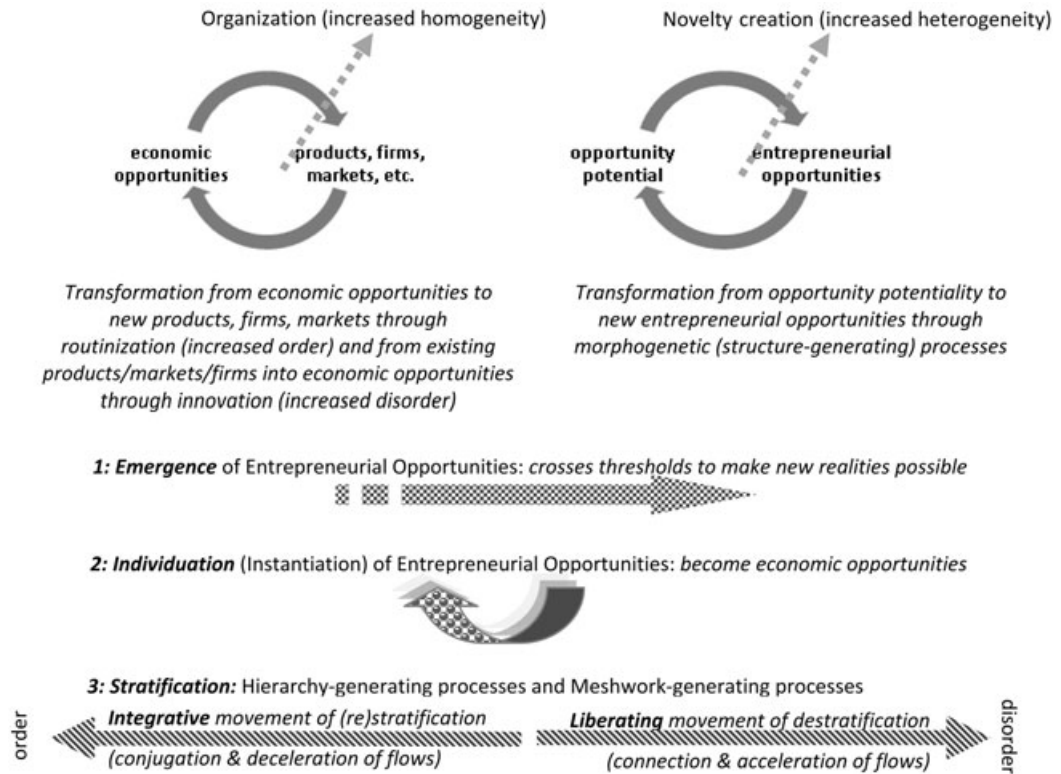 Organization (increased homogeneity)
Novelty creation (increased heterogeneity)
economic
opportunities
products, firms,
markets, etc.
opportunity
potential
entrepreneurial
opportunities
Transformation from economic opportunities to
new products, firms, markets through
routinization (increased order) and from existing
products/markets/firms into economic opportunities
through innovation (increased disorder)
Transformation from opportunity potentiality to
new entrepreneurial opportunities through
morphogenetic (structure-generating) processes
1: Emergence of Entrepreneurial Opportunities: crosses thresholds to make new realities possible
2: Individuation (Instantiation) of Entrepreneurial Opportunities: become economic opportunities
3: Stratification: Hierarchy-generating processes and Meshwork-generating processes
order
Integrative movement of (re)stratification
(conjugation & deceleration of flows)
Liberating movement of destratification
(connection & acceleration of flows)
disorder